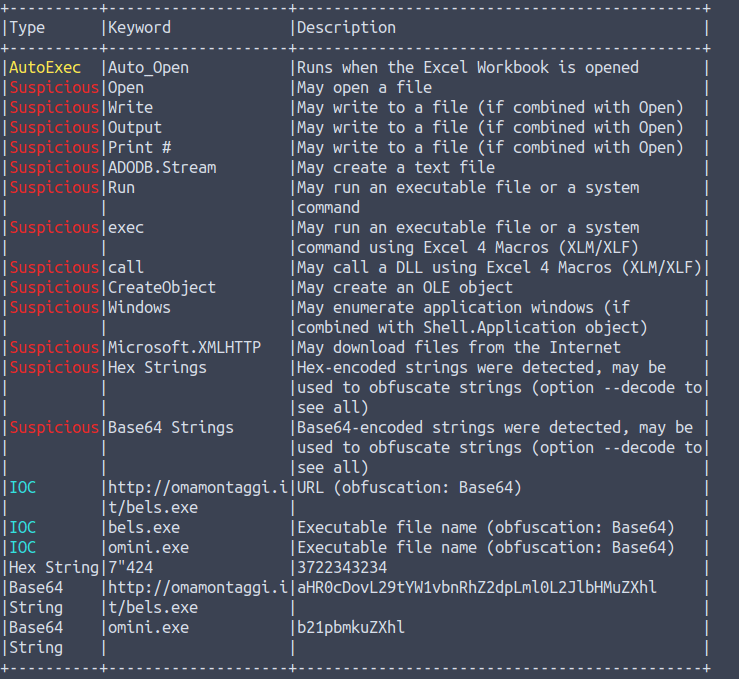 +----------+--------------------+---------------------------------------------+
|Type      |Keyword             |Description                                  |
+----------+--------------------+---------------------------------------------+
|AutoExec  |Auto_Open           |Runs when the Excel Workbook is opened       |
|Suspicious|Open                |May open a file                              |
|Suspicious|Write               |May write to a file (if combined with Open)  |
|Suspicious|Output              |May write to a file (if combined with Open)  |
|Suspicious|Print #             |May write to a file (if combined with Open)  |
|Suspicious|ADODB.Stream        |May create a text file                       |
|Suspicious|Run                 |May run an executable file or a system       |
|          |                    |command                                      |
|Suspicious|exec                |May run an executable file or a system       |
|          |                    |command using Excel 4 Macros (XLM/XLF)       |
|Suspicious|call                |May call a DLL using Excel 4 Macros (XLM/XLF)|
|Suspicious|CreateObject        |May create an OLE object                     |
|Suspicious|Windows             |May enumerate application windows (if        |
|          |                    |combined with Shell.Application object)      |
|Suspicious|Microsoft.XMLHTTP   |May download files from the Internet         |
|Suspicious|Hex Strings         |Hex-encoded strings were detected, may be    |
|          |                    |used to obfuscate strings (option --decode to|
|          |                    |see all)                                     |
|Suspicious|Base64 Strings      |Base64-encoded strings were detected, may be |
|          |                    |used to obfuscate strings (option --decode to|
|          |                    |see all)                                     |
|IOC       |http://omamontaggi.i|URL (obfuscation: Base64)                    |
|          |t/bels.exe          |                                             |
|IOC       |bels.exe            |Executable file name (obfuscation: Base64)   |
|IOC       |omini.exe           |Executable file name (obfuscation: Base64)   |
|Hex String|7"424               |3722343234                                   |
|Base64    |http://omamontaggi.i|aHR0cDovL29tYW1vbnRhZ2dpLml0L2JlbHMuZXhl     |
|String    |t/bels.exe          |                                             |
|Base64    |omini.exe           |b21pbmkuZXhl                                 |
|String    |                    |                                             |
+----------+--------------------+---------------------------------------------+